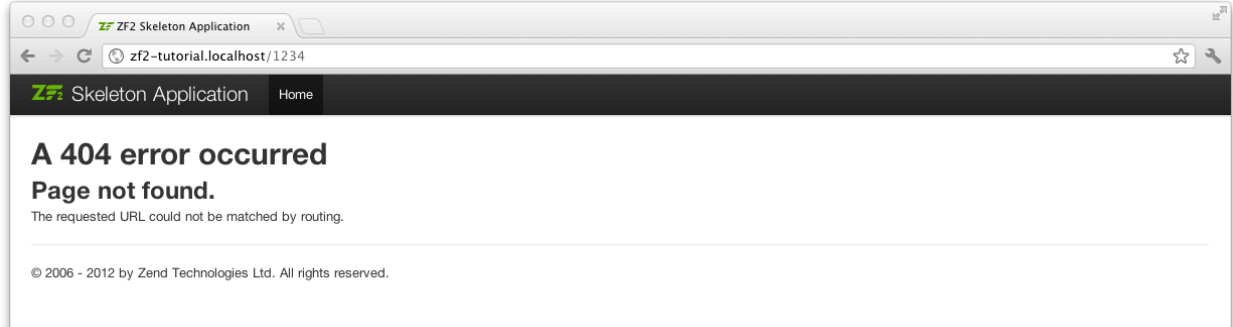 ZF2 Skeleton Application
zf2-tutorial.localhost/1234
ZF2 Skeleton Application Home
A 404 error occurred
Page not found.
The requested URL could not be matched by routing.
© 2006 - 2012 by Zend Technologies Ltd. All rights reserved.